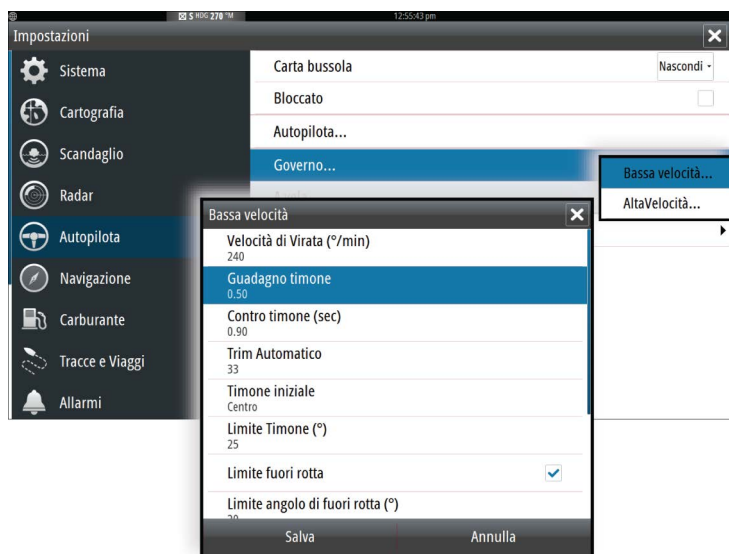 S HDG 270 °M
12:55:43 pm
Impostazioni
Sistema
Cartografia
Scandaglio
Radar
Autopilota
Navigazione
Carburante
Tracce e Viaggi
Allarmi
Carta bussola
Nascondi
Bloccato
Autopilota...
Governo...
Bassa velocità...
AltaVelocità...
Bassa velocità
Velocità di Virata (°/min)
240
Guadagno timone
0.50
Contro timone (sec)
0.90
Trim Automatico
33
Timone iniziale
Centro
Limite Timone (°)
25
Limite fuori rotta
Limite angolo di fuori rotta (°)
Salva
Annulla